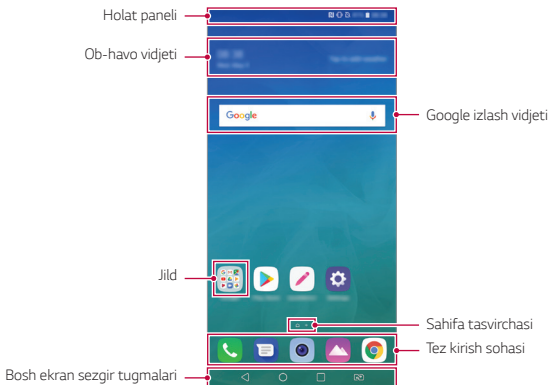 Holat paneli
Ob-havo vidjeti
Google
Google izlash vidjeti
Jild
Sahifa tasvirchasi
Tez kirish sohasi
Bosh ekran sezgir tugmalari